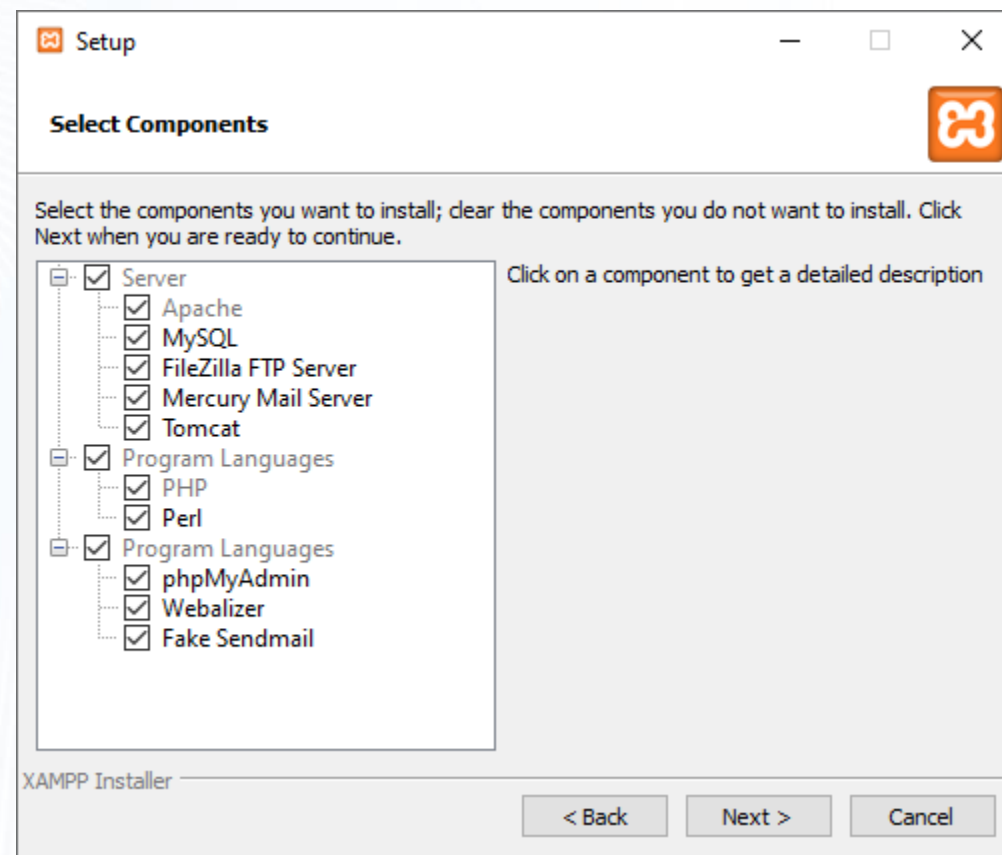 Setup
Select Components
Select the components you want to install; clear the components you do not want to install. Click
Next when you are ready to continue.
Click on a component to get a detailed description
Server
Apache
MySQL
FileZilla FTP Server
Mercury Mail Server
Tomcat
Program Languages
PHP
Perl
Program Languages
phpMyAdmin
Webalizer
Fake Sendmail
XAMPP Installer
< Back
Next >
Cancel